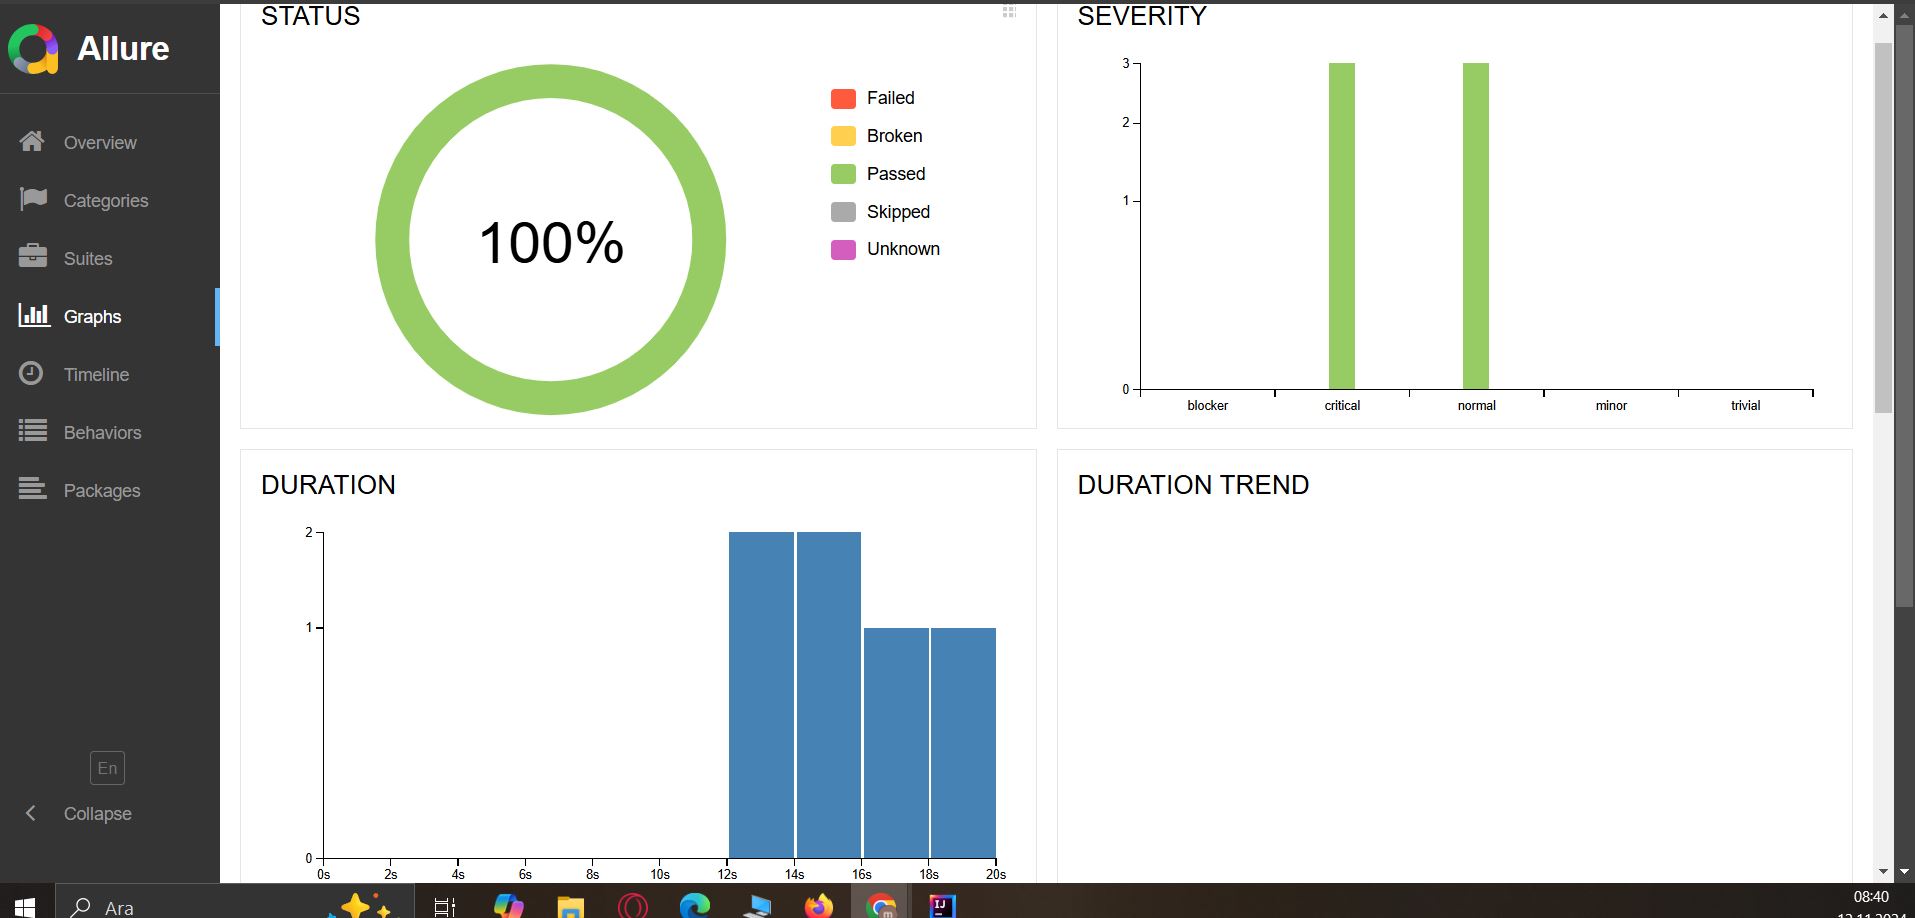 Allure
Overview
Categories
Suites
Graphs
Timeline
Behaviors
Packages
En
Collapse
STATUS
100%
Failed
Broken
Passed
Skipped
Unknown
SEVERITY
3
2
1
0
blocker critical normal minor trivial
DURATION
2
1
0
0s 2s 4s 6s 8s 10s 12s 14s 16s 18s 20s
DURATION TREND
Ara
08:40